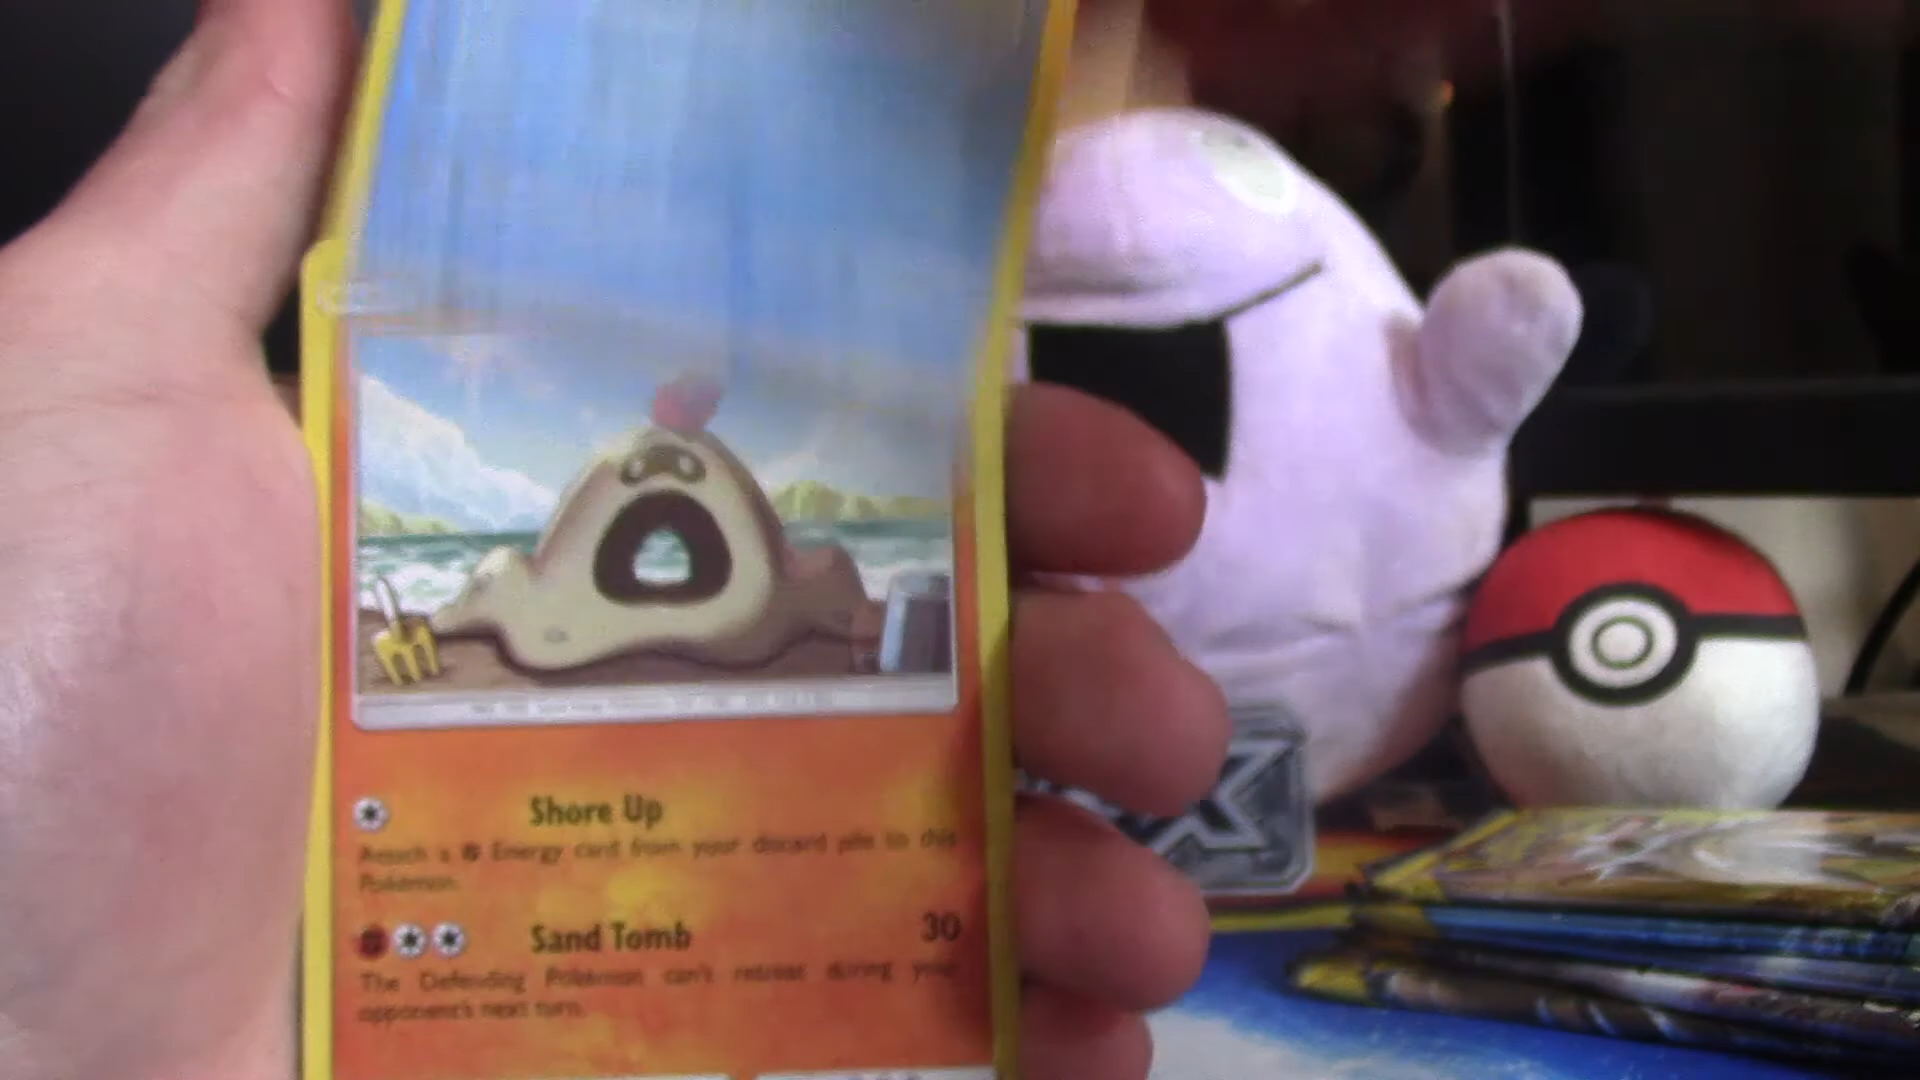 Shore Up
Attach a Energy card from your discard pile to this
Pokémon.
Sand Tomb 30
The Defending Pokémon can't retreat during your
opponent's next turn.
X